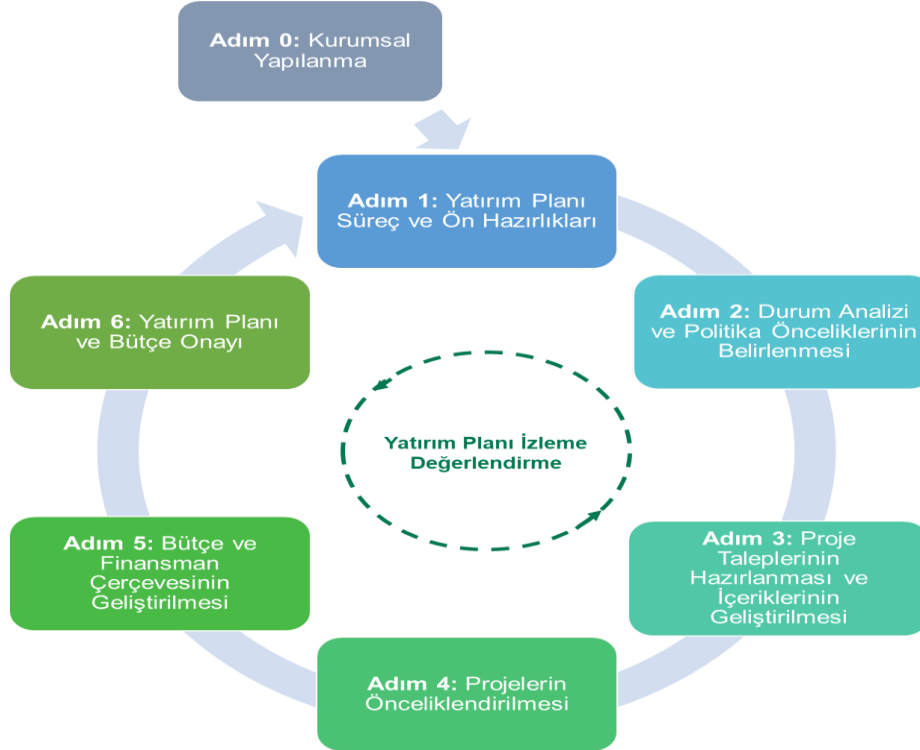 Adım 0: Kurumsal
Yapılanma
Adım 1: Yatırım Planı
Süreç ve Ön Hazırlıkları
Adım 2: Durum Analizi
ve Politika Önceliklerinin
Belirlenmesi
Adım 3: Proje
Taleplerinin
Hazırlanması ve
İçeriklerinin
Geliştirilmesi
Adım 4: Projelerin
Önceliklendirilmesi
Adım 5: Bütçe ve
Finansman
Çerçevesinin
Geliştirilmesi
Adım 6: Yatırım Planı
ve Bütçe Onayı
Yatırım Planı İzleme
Değerlendirme